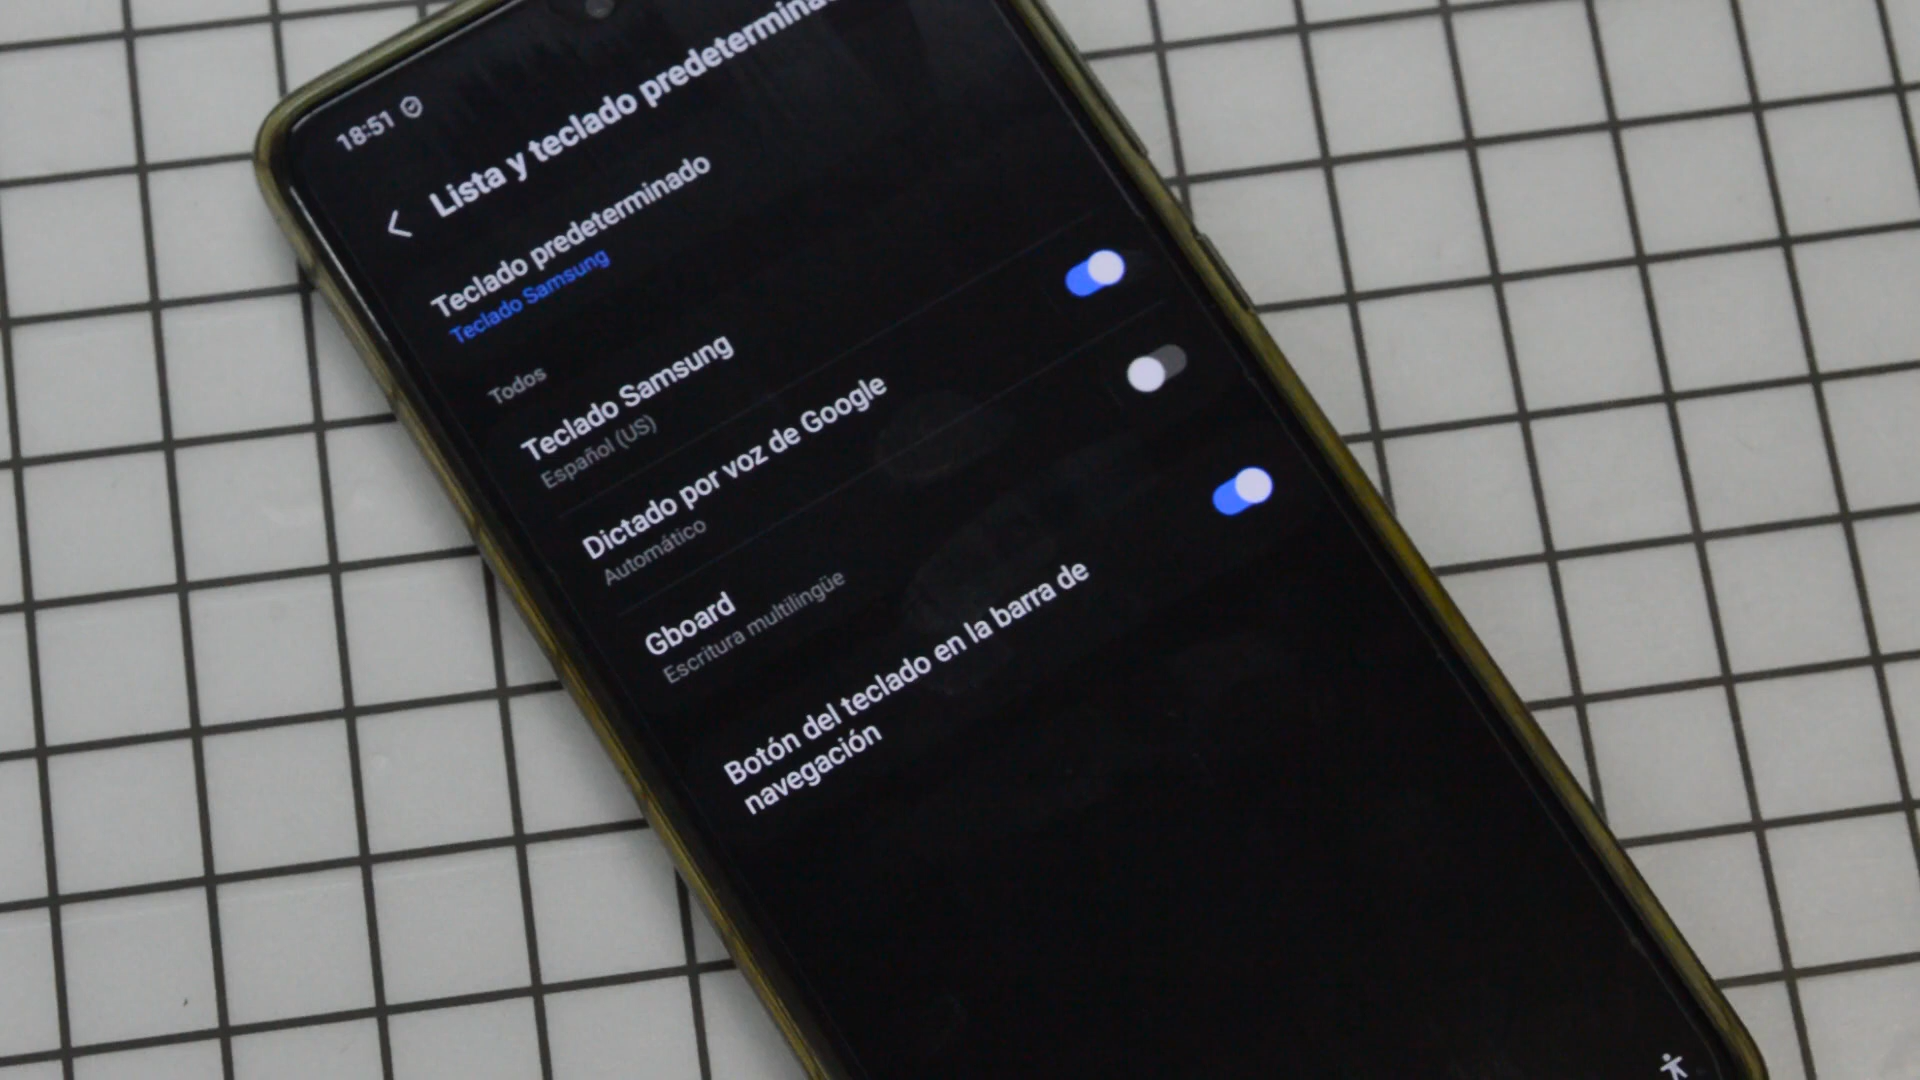 18:51
Lista y teclado predetermina
Teclado predeterminado
Teclado Samsung
Todos
Teclado Samsung
Español (US)
Dictado por voz de Google
Automático
Gboard
Escritura multilingüe
Botón del teclado en la barra de
navegación